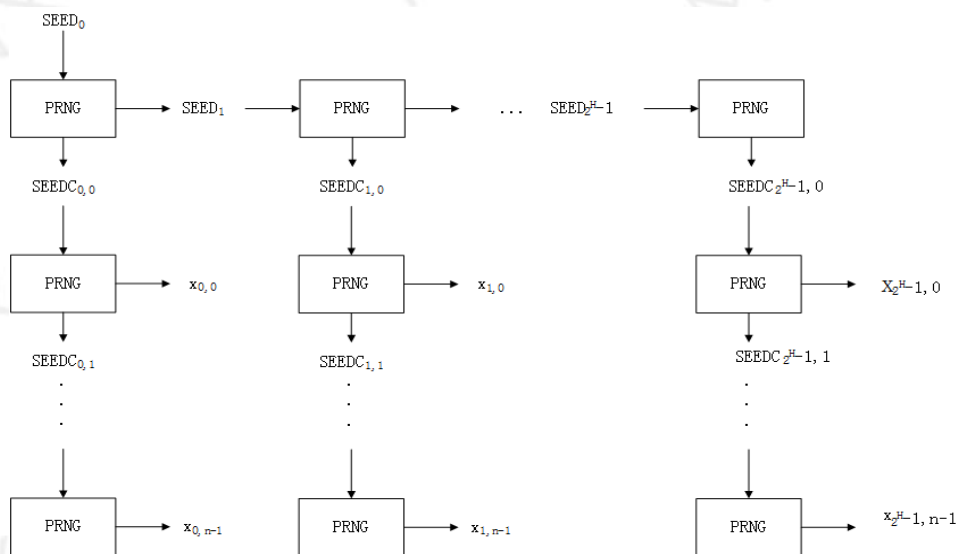 SEED₀
PRNG SEED₁ PRNG ... SEED₂ᴴ−1 PRNG
SEEDC₀,₀ SEEDC₁,₀ SEEDC₂ᴴ−1, 0
PRNG x₀,₀ PRNG x₁,₀ PRNG X₂ᴴ−1, 0
SEEDC₀,₁ SEEDC₁,₁ SEEDC₂ᴴ−1, 1
PRNG x₀,ₙ₋₁ PRNG x₁,ₙ₋₁ PRNG x₂ᴴ−1, n−1